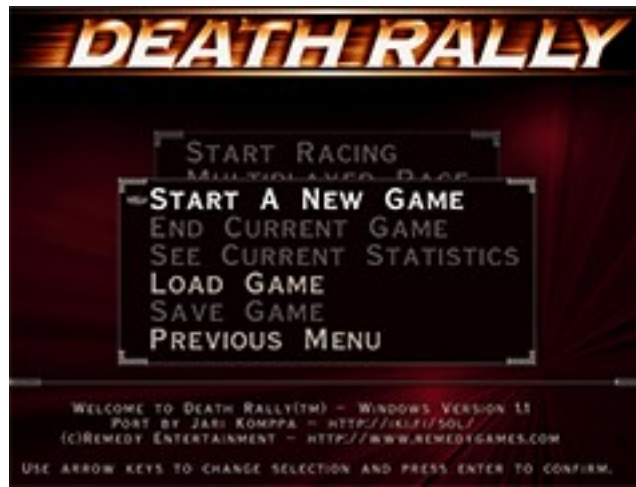 DEATH RALLY
START RACING
MULTIPLAYER RACE
START A NEW GAME
END CURRENT GAME
SEE CURRENT STATISTICS
LOAD GAME
SAVE GAME
PREVIOUS MENU
WELCOME TO DEATH RALLY(TM) – WINDOWS VERSION 1.1
PORT BY JARI KOMPPA – HTTP://IKI.FI/SOL/
(C)REMEDY ENTERTAINMENT – HTTP://WWW.REMEDYGAMES.COM
USE ARROW KEYS TO CHANGE SELECTION AND PRESS ENTER TO CONFIRM.